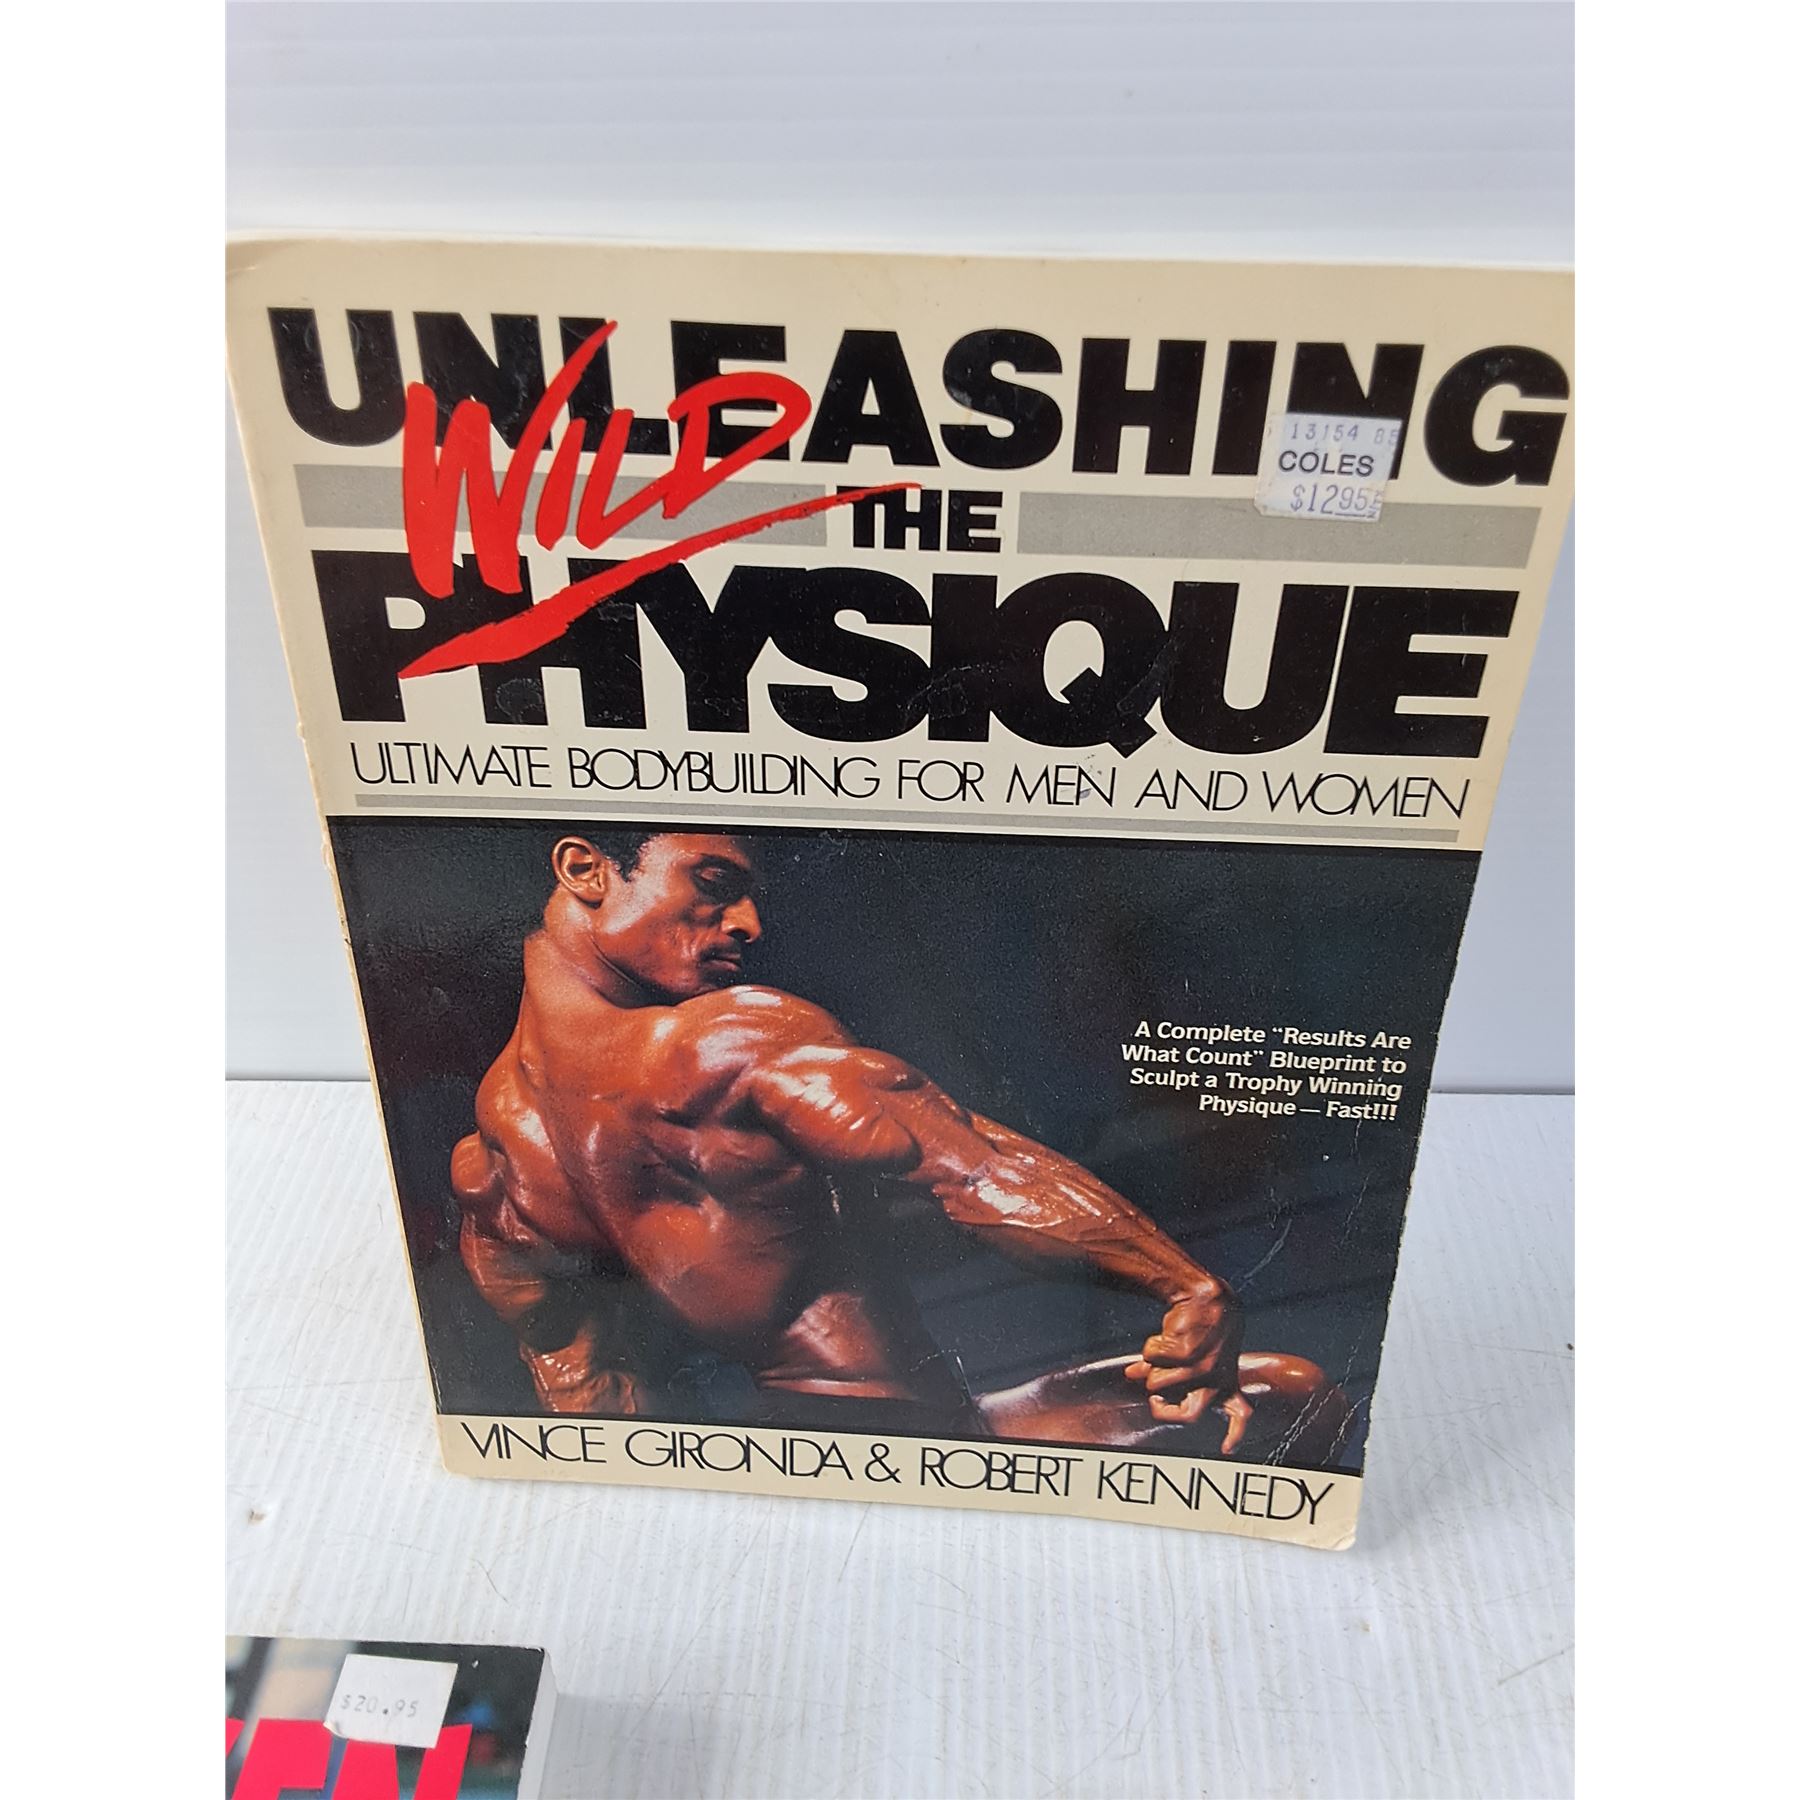 UNLEASHING
WILD
THE
PHYSIQUE
13154 85
COLES
$12.95
ULTIMATE BODYBUILDING FOR MEN AND WOMEN
A Complete “Results Are
What Count” Blueprint to
Sculpt a Trophy Winning
Physique — Fast!!!
VINCE GIRONDA & ROBERT KENNEDY
$20.95